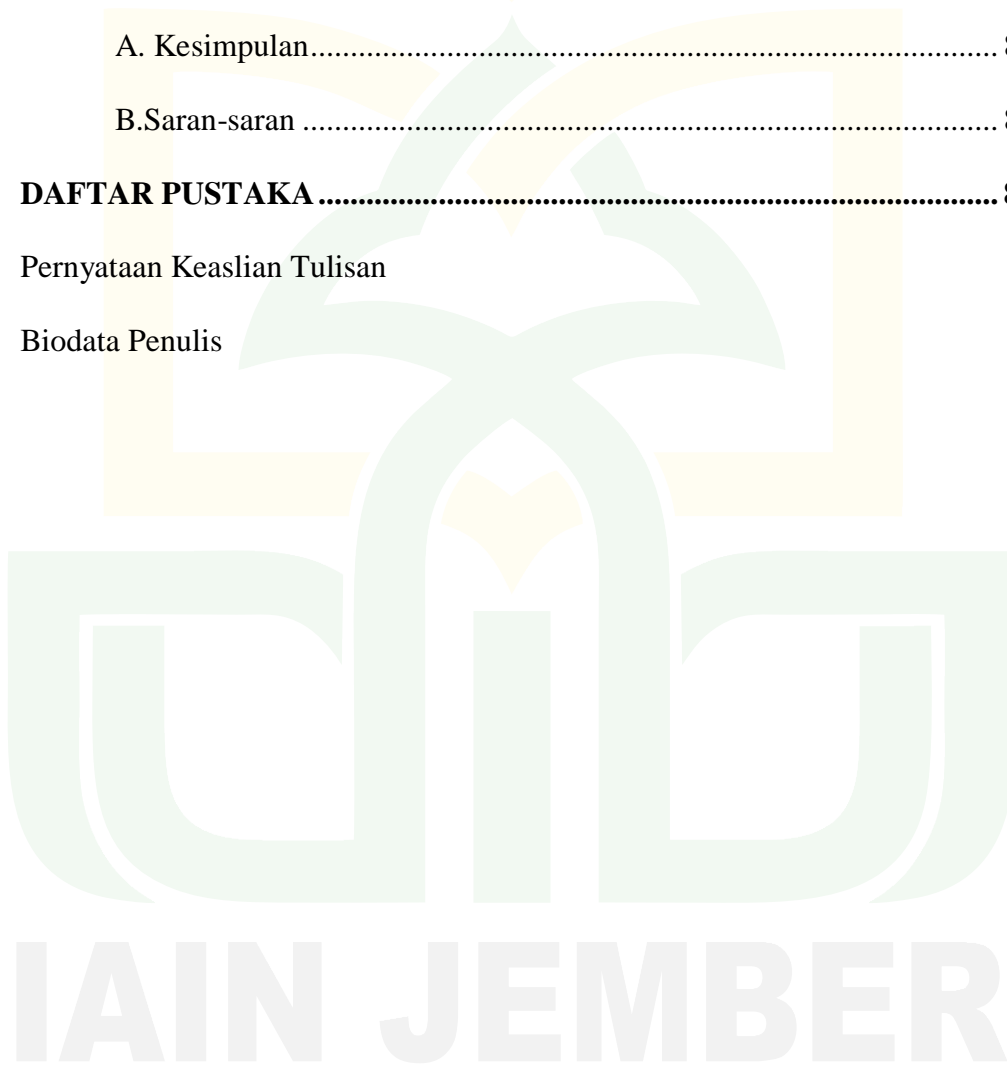 A. Kesimpulan........................................................................................
B.Saran-saran .........................................................................................
DAFTAR PUSTAKA.........................................................................................
Pernyataan Keaslian Tulisan
Biodata Penulis
IAIN JEMBER